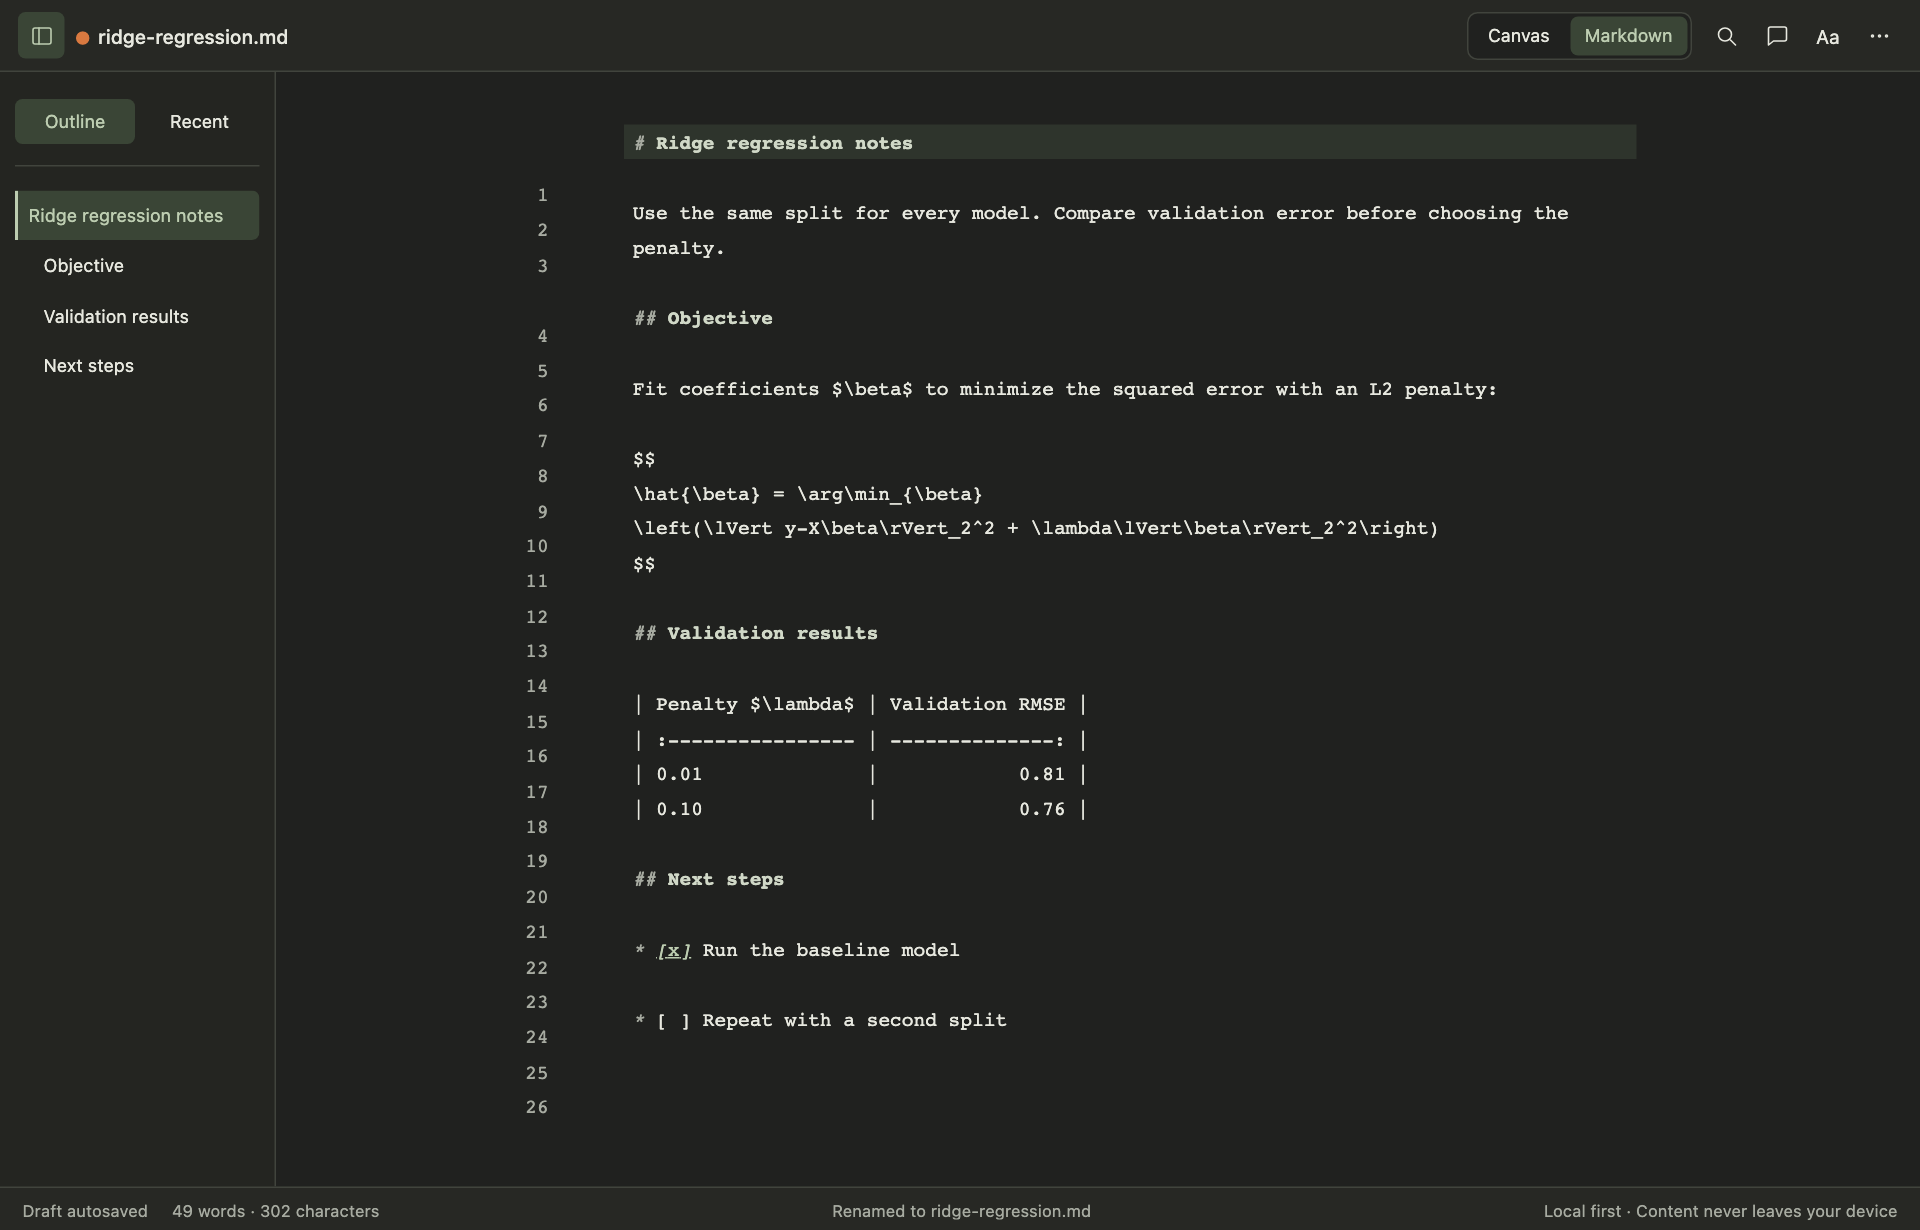 ridge-regression.md
Canvas
Markdown
Aa
Outline
Recent
Ridge regression notes
Objective
Validation results
Next steps
# Ridge regression notes
1
2
3
4
5
6
7
8
9
10
11
12
13
14
15
16
17
18
19
20
21
22
23
24
25
26
Use the same split for every model. Compare validation error before choosing the
penalty.
## Objective
Fit coefficients $\beta$ to minimize the squared error with an L2 penalty:
$$
\hat{\beta} = \arg\min_{\beta}
\left(\lVert y-X\beta\rVert_2^2 + \lambda\lVert\beta\rVert_2^2\right)
$$
## Validation results
| Penalty $\lambda$ | Validation RMSE |
| :---------------- | --------------: |
| 0.01              |            0.81 |
| 0.10              |            0.76 |
## Next steps
* [x] Run the baseline model
* [ ] Repeat with a second split
Draft autosaved
49 words · 302 characters
Renamed to ridge-regression.md
Local first · Content never leaves your device